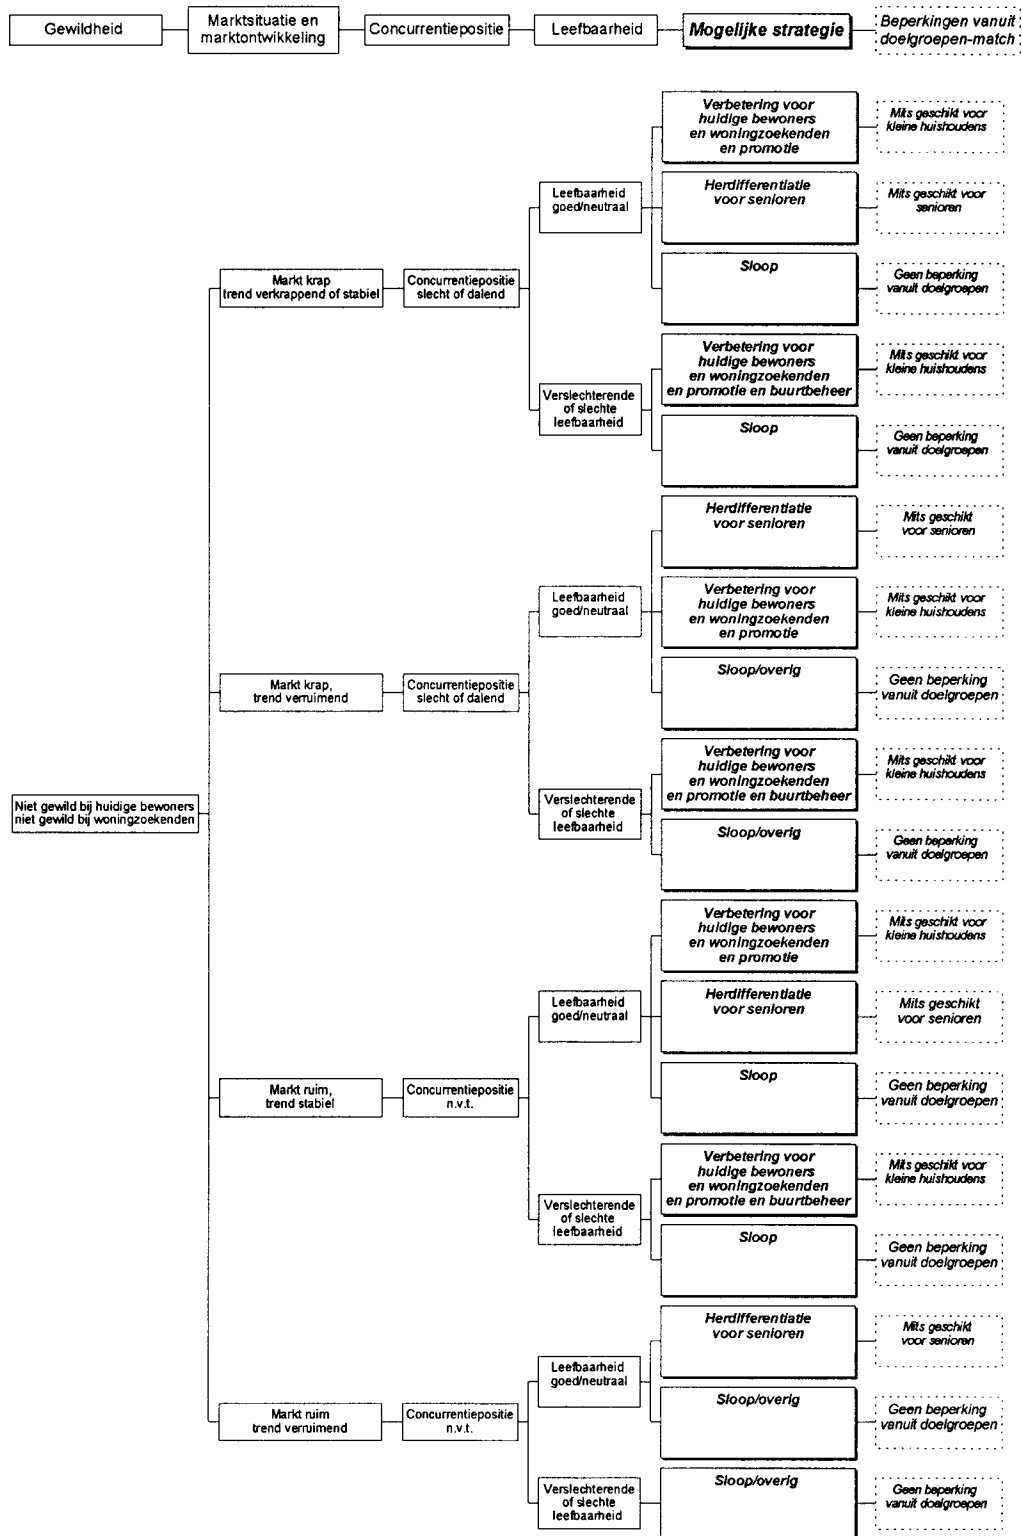 Gewildheid
Marktsituatie en
marktontwikkeling
Concurrentiepositie
Leefbaarheid
Mogelijke strategie
Beperkingen vanuit
doelgroepen-match
Niet gewild bij huidige bewoners
niet gewild bij woningzoekenden
Markt krap
trend verkrappend of stabiel
Concurrentiepositie
slecht of dalend
Leefbaarheid
goed/neutraal
Verbetering voor
huidige bewoners
en woningzoekenden
en promotie
Mits geschikt voor
kleine huishoudens
Herdifferentiatie
voor senioren
Mits geschikt voor
senioren
Sloop
Geen beperking
vanuit doelgroepen
Verslechterende
of slechte
leefbaarheid
Verbetering voor
huidige bewoners
en woningzoekenden
en promotie en buurtbeheer
Mits geschikt voor
kleine huishoudens
Sloop
Geen beperking
vanuit doelgroepen
Markt krap,
trend verruimend
Concurrentiepositie
slecht of dalend
Leefbaarheid
goed/neutraal
Herdifferentiatie
voor senioren
Mits geschikt
voor senioren
Verbetering voor
huidige bewoners
en woningzoekenden
en promotie
Mits geschikt voor
kleine huishoudens
Sloop/overig
Geen beperking
vanuit doelgroepen
Verslechterende
of slechte
leefbaarheid
Verbetering voor
huidige bewoners
en woningzoekenden
en promotie en buurtbeheer
Mits geschikt voor
kleine huishoudens
Sloop/overig
Geen beperking
vanuit doelgroepen
Markt ruim,
trend stabiel
Concurrentiepositie
n.v.t.
Leefbaarheid
goed/neutraal
Verbetering voor
huidige bewoners
en woningzoekenden
en promotie
Mits geschikt voor
kleine huishoudens
Herdifferentiatie
voor senioren
Mits geschikt
voor senioren
Sloop
Geen beperking
vanuit doelgroepen
Verslechterende
of slechte
leefbaarheid
Verbetering voor
huidige bewoners
en woningzoekenden
en promotie en buurtbeheer
Mits geschikt voor
kleine huishoudens
Sloop
Geen beperking
vanuit doelgroepen
Markt ruim
trend verruimend
Concurrentiepositie
n.v.t.
Leefbaarheid
goed/neutraal
Herdifferentiatie
voor senioren
Mits geschikt
voor senioren
Sloop/overig
Geen beperking
vanuit doelgroepen
Verslechterende
of slechte
leefbaarheid
Sloop/overig
Geen beperking
vanuit doelgroepen